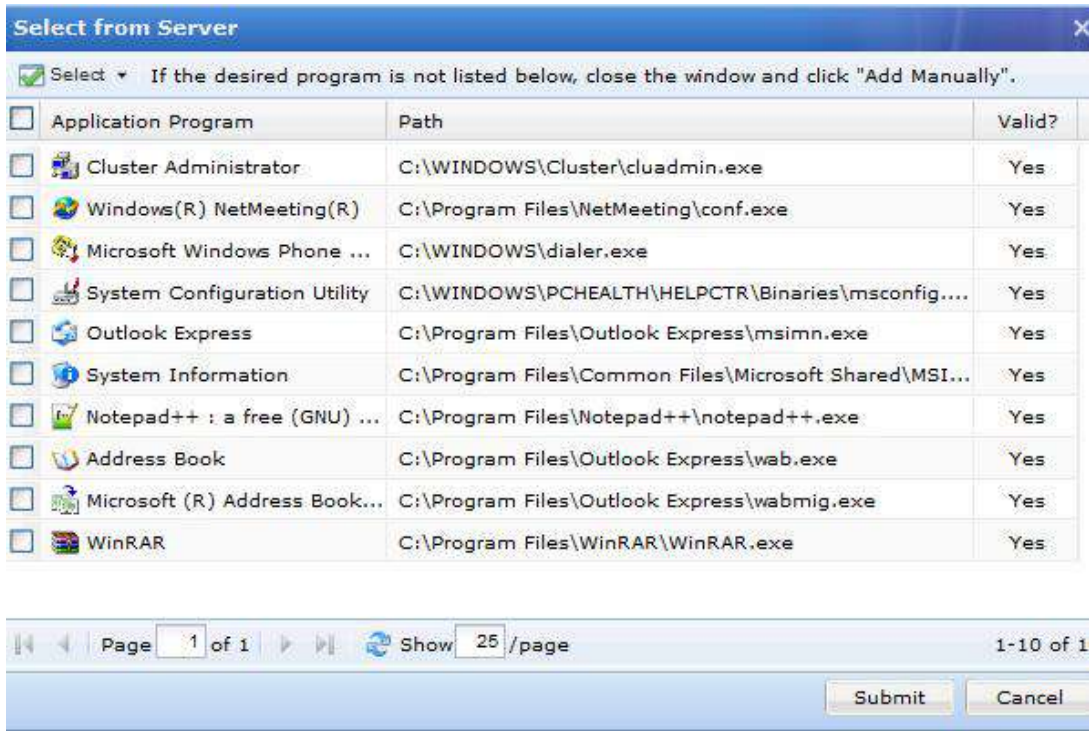 Select from Server
Select If the desired program is not listed below, close the window and click "Add Manually".
Application Program Path Valid?
Cluster Administrator C:\WINDOWS\Cluster\cluadmin.exe Yes
Windows(R) NetMeeting(R) C:\Program Files\NetMeeting\conf.exe Yes
Microsoft Windows Phone ... C:\WINDOWS\dialer.exe Yes
System Configuration Utility C:\WINDOWS\PCHEALTH\HELPCTR\Binaries\msconfig.... Yes
Outlook Express C:\Program Files\Outlook Express\msimn.exe Yes
System Information C:\Program Files\Common Files\Microsoft Shared\MSI... Yes
Notepad++ : a free (GNU) ... C:\Program Files\Notepad++\notepad++.exe Yes
Address Book C:\Program Files\Outlook Express\wab.exe Yes
Microsoft (R) Address Book... C:\Program Files\Outlook Express\wabmig.exe Yes
WinRAR C:\Program Files\WinRAR\WinRAR.exe Yes
Page 1 of 1 Show 25 /page 1-10 of 1
Submit Cancel